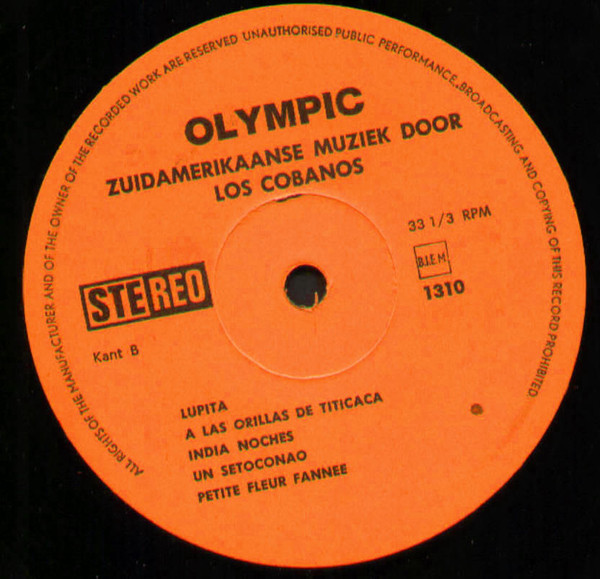 ALL RIGHTS OF THE MANUFACTURER AND OF THE OWNER OF THE RECORDED WORK ARE RESERVED UNAUTHORISED PUBLIC PERFORMANCE, BROADCASTING AND COPYING OF THIS RECORD PROHIBITED.
OLYMPIC
ZUIDAMERIKAANSE MUZIEK DOOR
LOS COBANOS
33 1/3 RPM
B.I.E.M
STEREO
1310
Kant B
LUPITA
A LAS ORILLAS DE TITICACA
INDIA NOCHES
UN SETOCONAO
PETITE FLEUR FANNEE